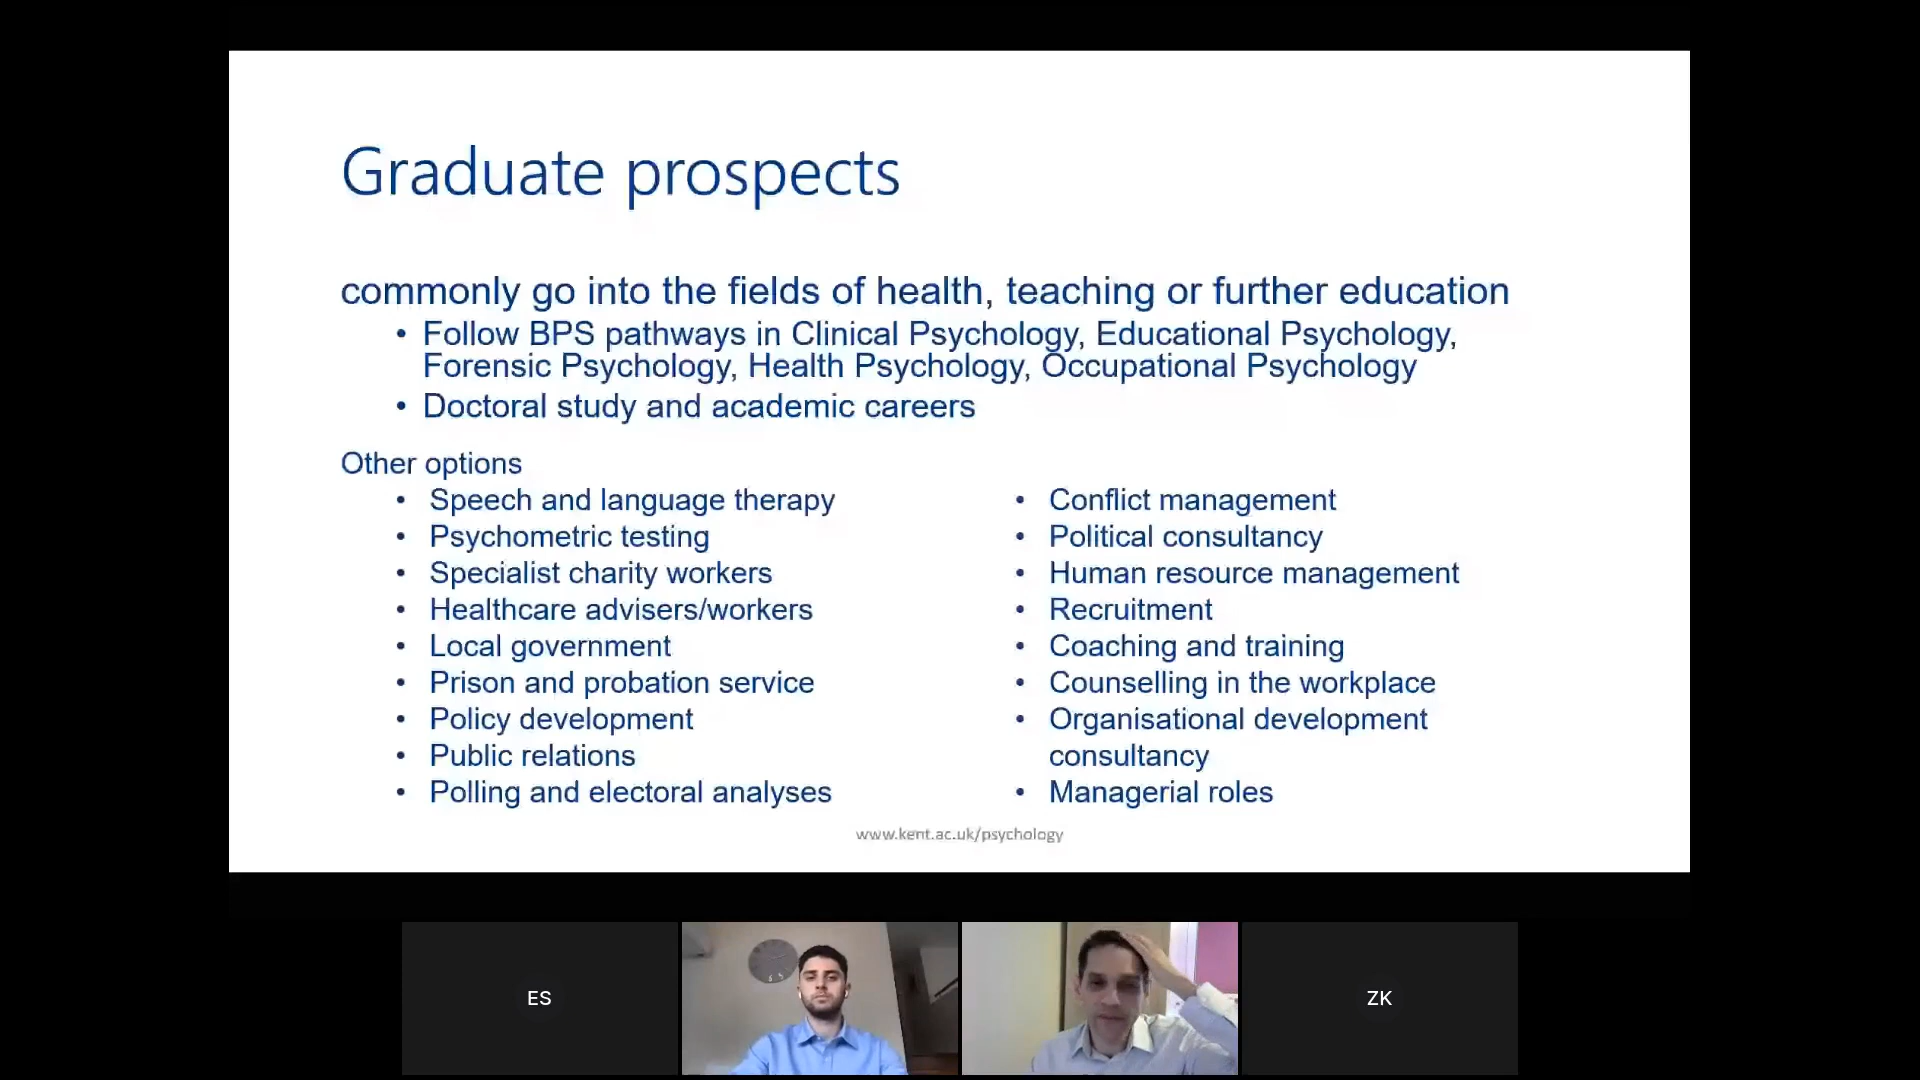 Graduate prospects
commonly go into the fields of health, teaching or further education
• Follow BPS pathways in Clinical Psychology, Educational Psychology,
Forensic Psychology, Health Psychology, Occupational Psychology
• Doctoral study and academic careers
Other options
• Speech and language therapy
• Psychometric testing
• Specialist charity workers
• Healthcare advisers/workers
• Local government
• Prison and probation service
• Policy development
• Public relations
• Polling and electoral analyses
• Conflict management
• Political consultancy
• Human resource management
• Recruitment
• Coaching and training
• Counselling in the workplace
• Organisational development
consultancy
• Managerial roles
www.kent.ac.uk/psychology
ES
ZK